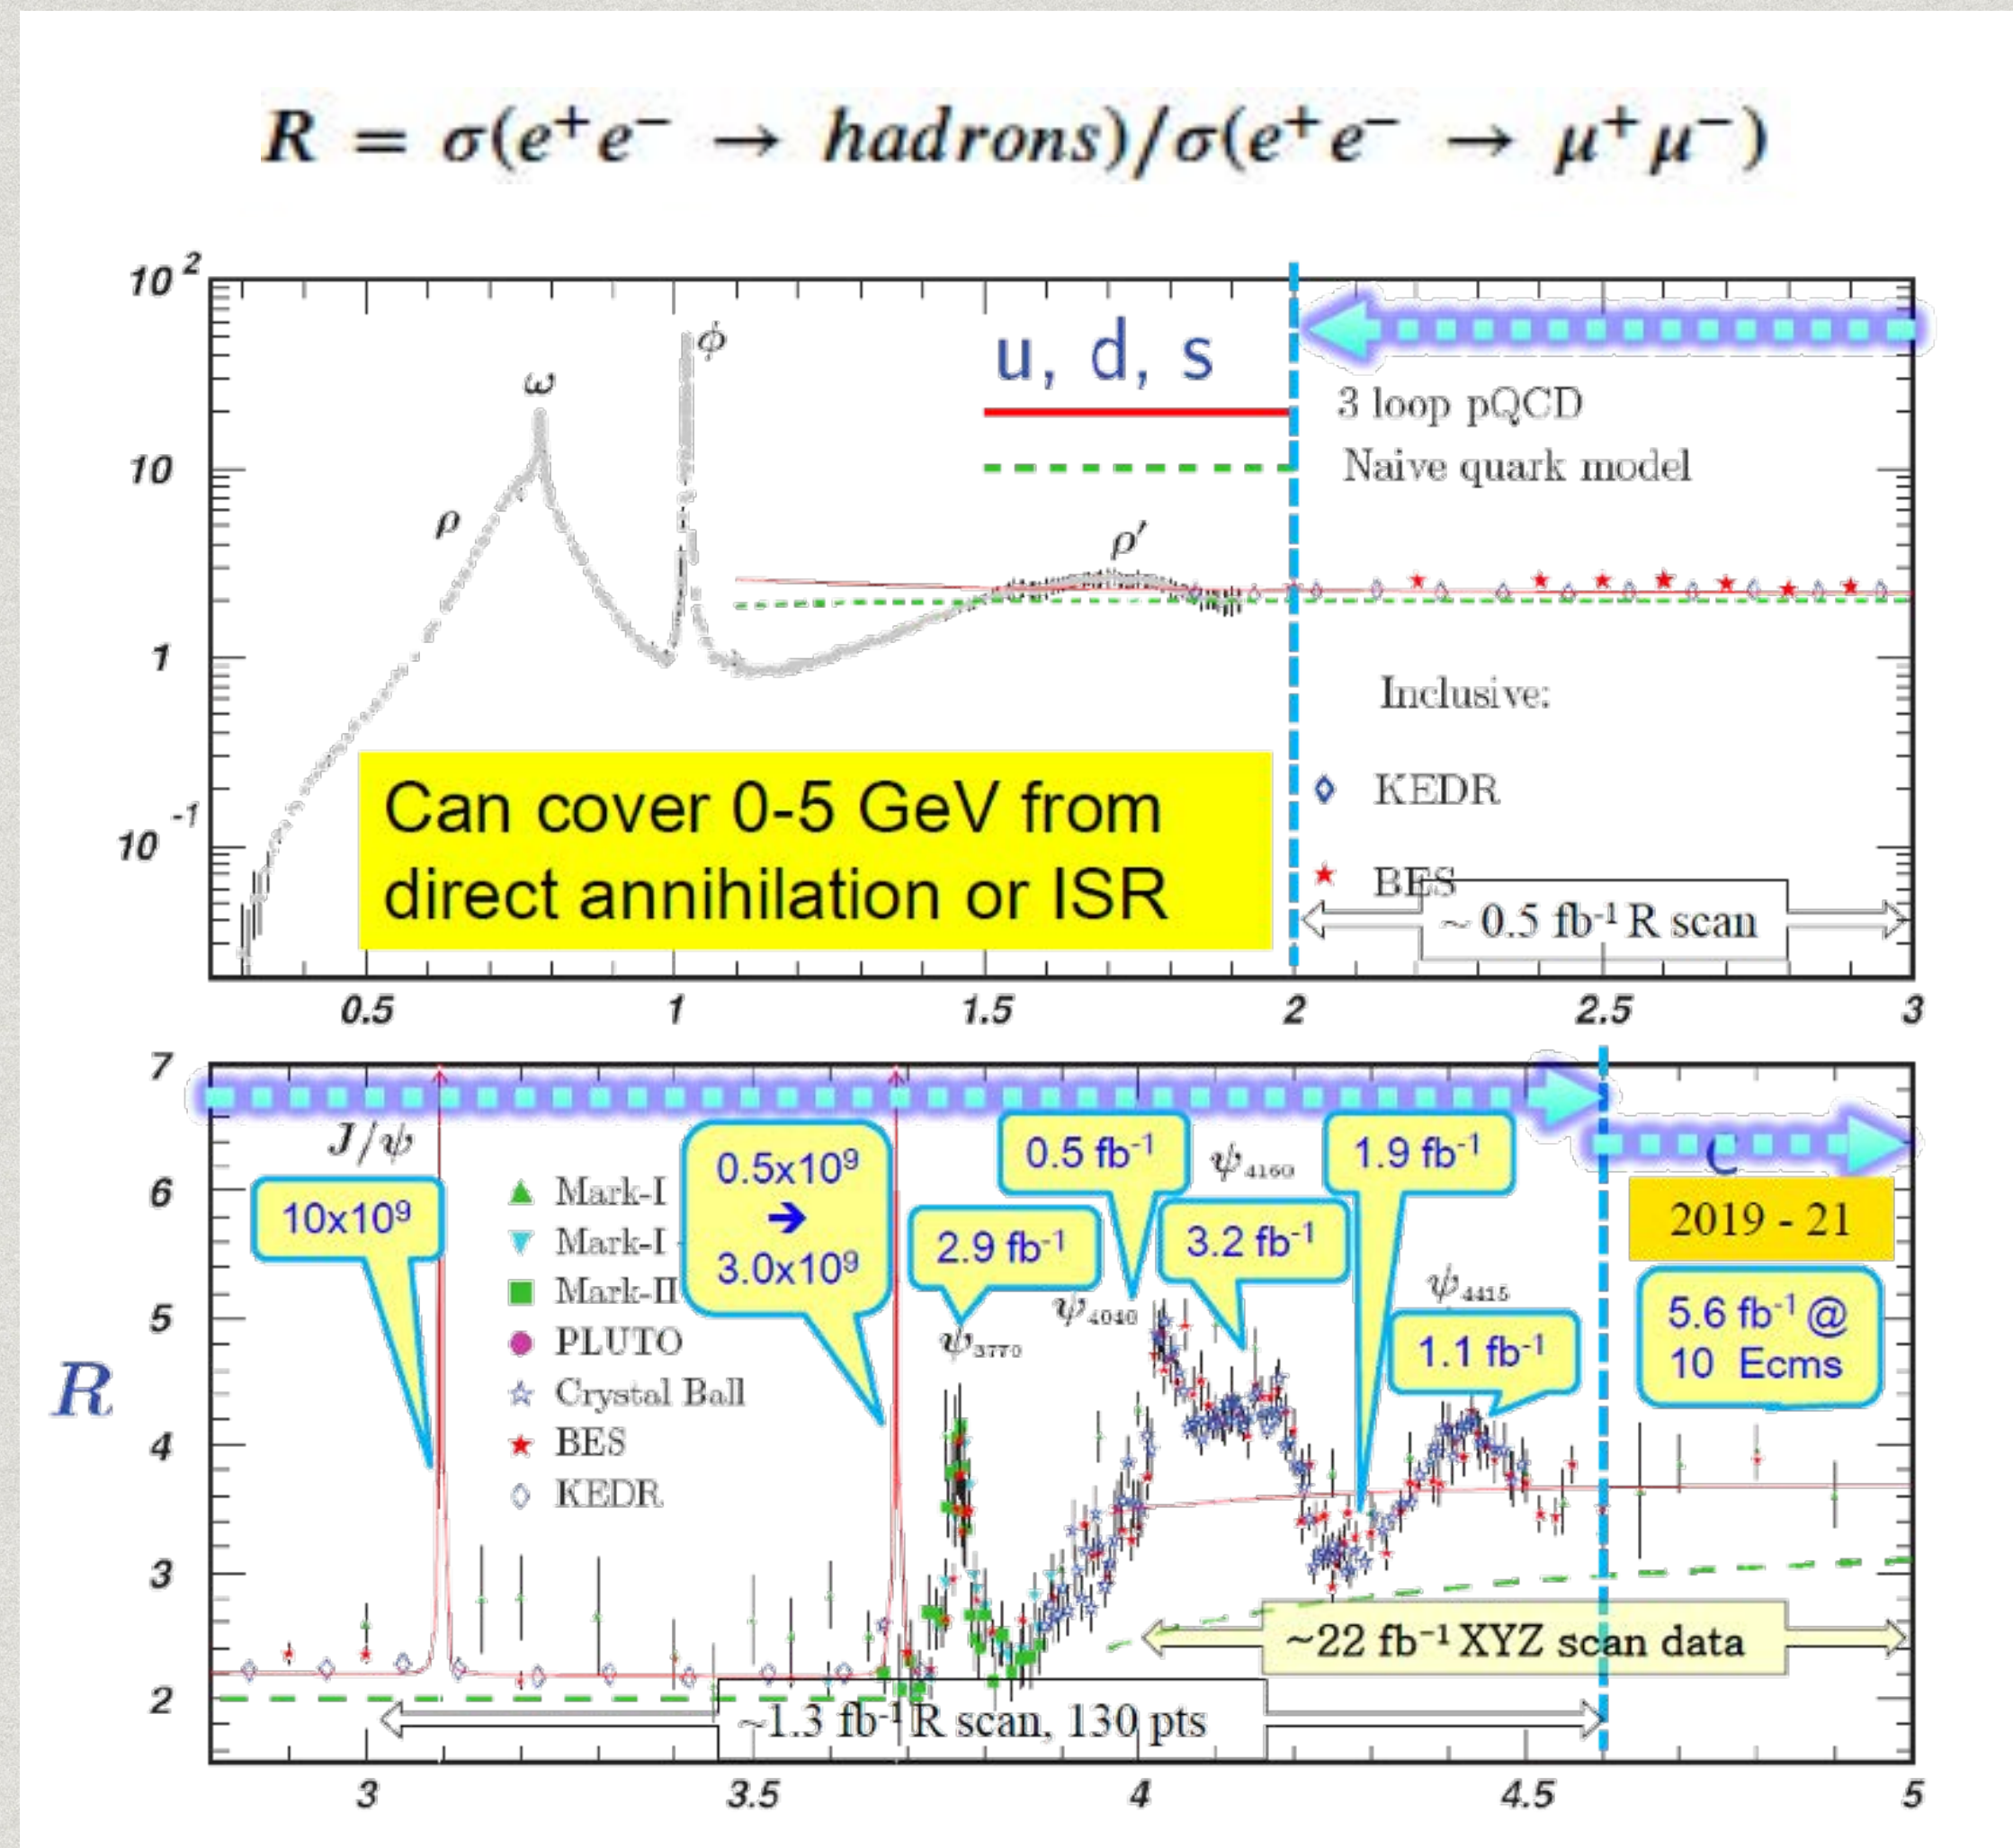 R = σ(e⁺e⁻ → hadrons)/σ(e⁺e⁻ → μ⁺μ⁻)
10²
10
1
10⁻¹
ω
ϕ
ρ
ρ′
u, d, s
3 loop pQCD
Naive quark model
Inclusive:
KEDR
BES
~ 0.5 fb⁻¹ R scan
Can cover 0-5 GeV from
direct annihilation or ISR
0.5 1 1.5 2 2.5 3
R
7
6
5
4
3
2
J/ψ
10x10⁹
Mark-I
Mark-I
Mark-II
PLUTO
Crystal Ball
BES
KEDR
0.5x10⁹
➔
3.0x10⁹
2.9 fb⁻¹
ψ₃₇₇₀
0.5 fb⁻¹
ψ₄₀₄₀
ψ₄₁₆₀
3.2 fb⁻¹
1.9 fb⁻¹
ψ₄₄₁₅
1.1 fb⁻¹
2019 - 21
5.6 fb⁻¹ @
10 Ecms
~22 fb⁻¹ XYZ scan data
~1.3 fb⁻¹ R scan, 130 pts
3 3.5 4 4.5 5